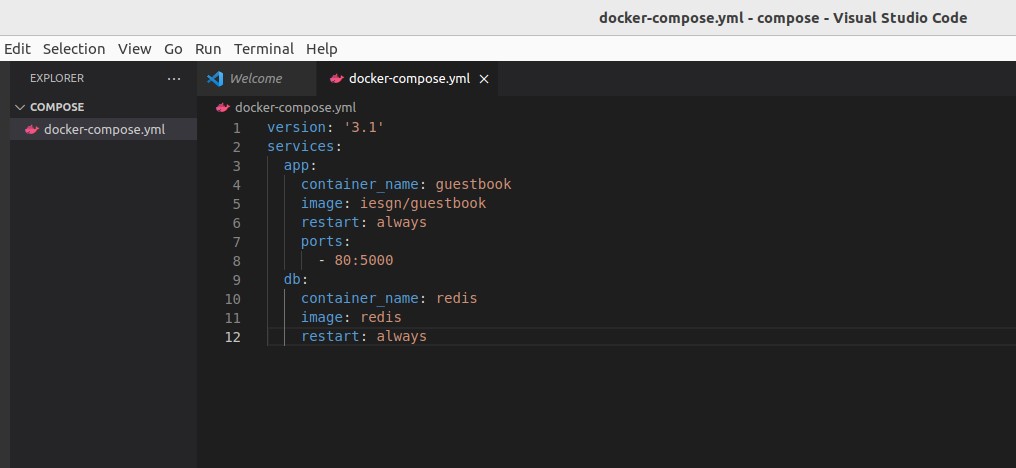 docker-compose.yml - compose - Visual Studio Code
Edit Selection View Go Run Terminal Help
EXPLORER ...
Welcome
docker-compose.yml ×
COMPOSE
docker-compose.yml
docker-compose.yml
1 version: '3.1'
2 services:
3 app:
4 container_name: guestbook
5 image: iesgn/guestbook
6 restart: always
7 ports:
8 - 80:5000
9 db:
10 container_name: redis
11 image: redis
12 restart: always